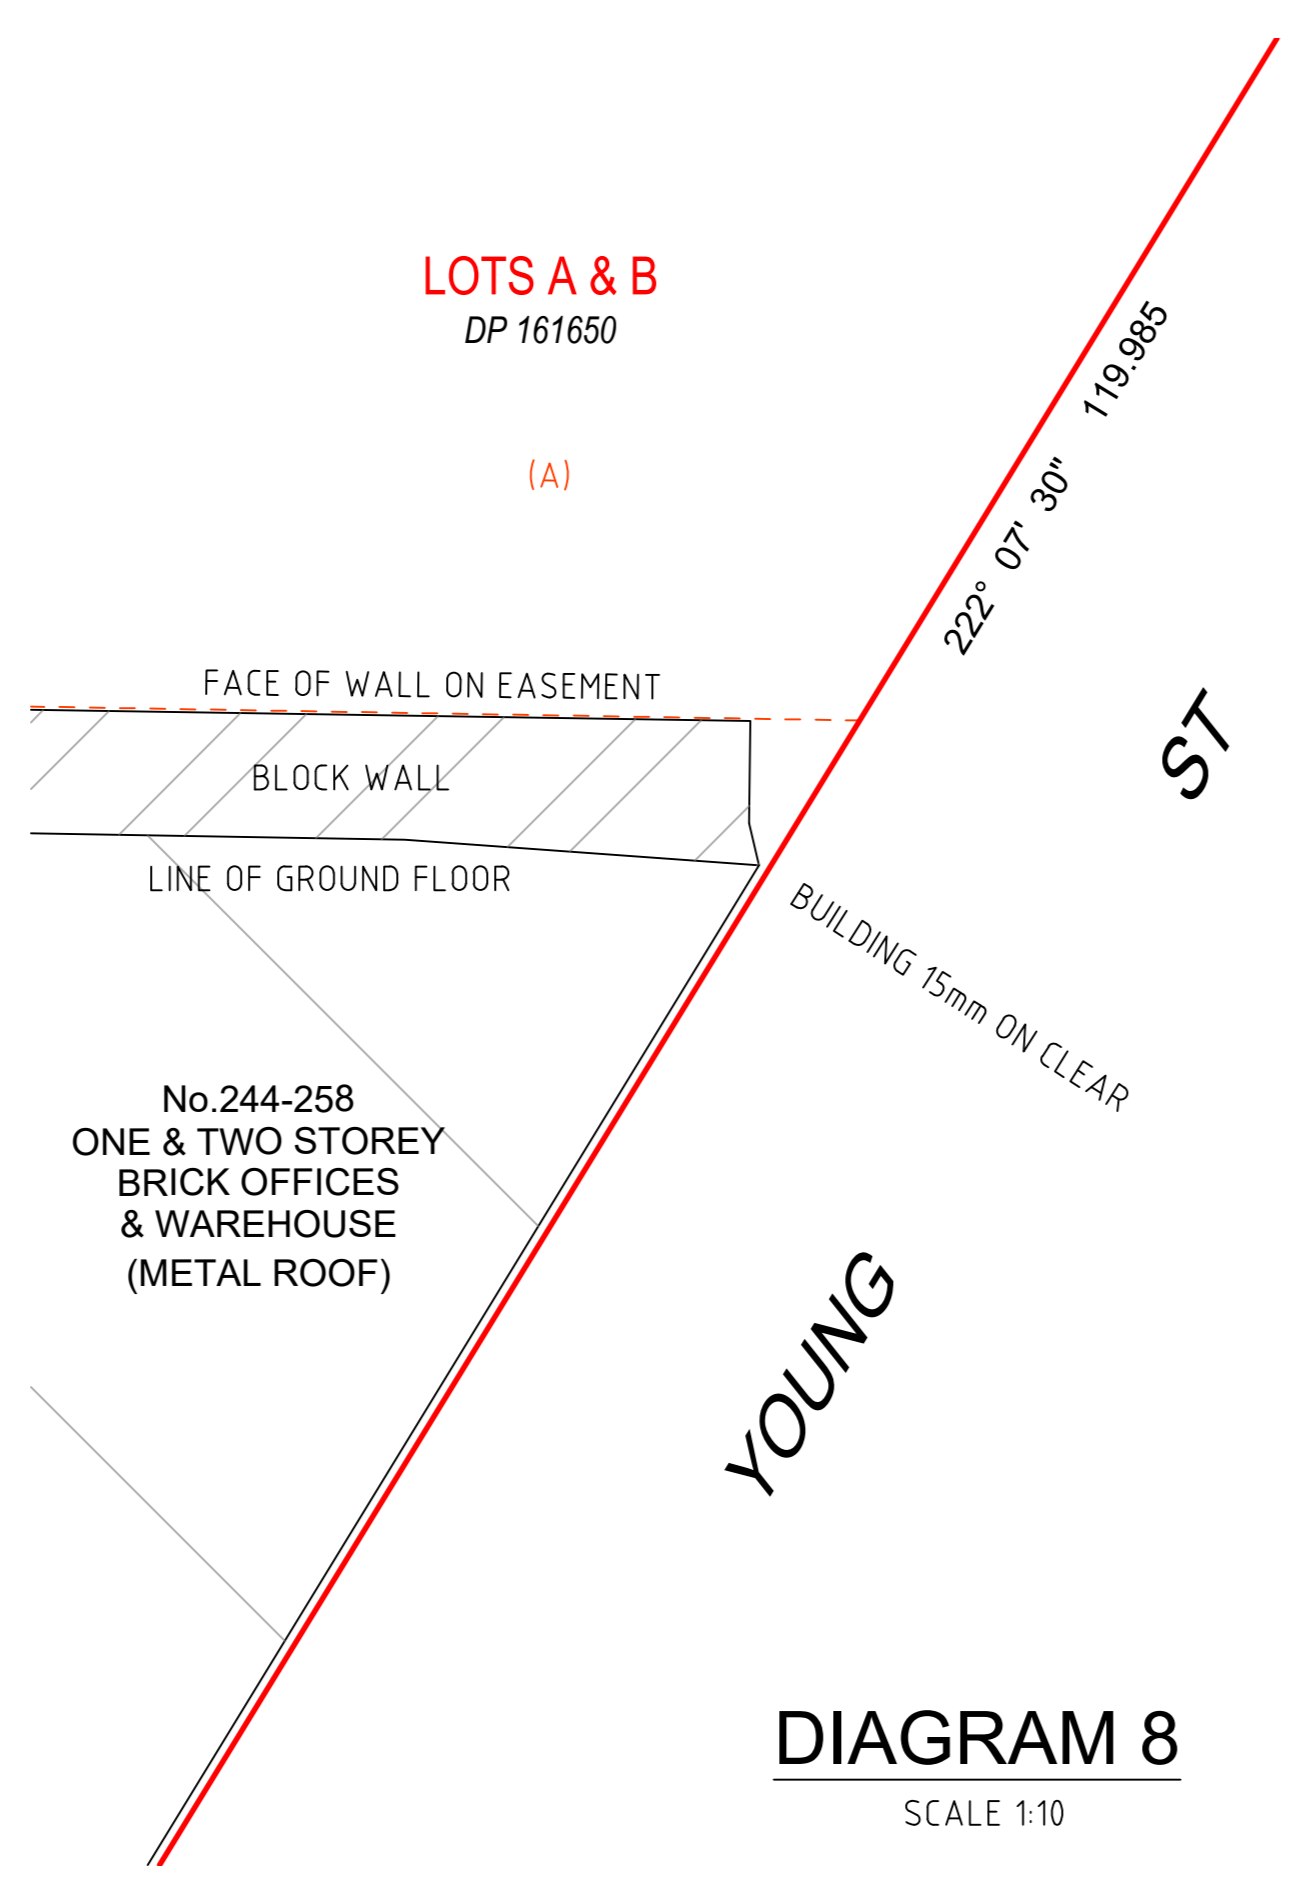 LOTS A & B
DP 161650
119.985
(A)
222° 07' 30"
FACE OF WALL ON EASEMENT
ST
BLOCK WALL
LINE OF GROUND FLOOR
BUILDING 15mm ON CLEAR
No.244-258
ONE & TWO STOREY
BRICK OFFICES
& WAREHOUSE
(METAL ROOF)
YOUNG
DIAGRAM 8
SCALE 1:10